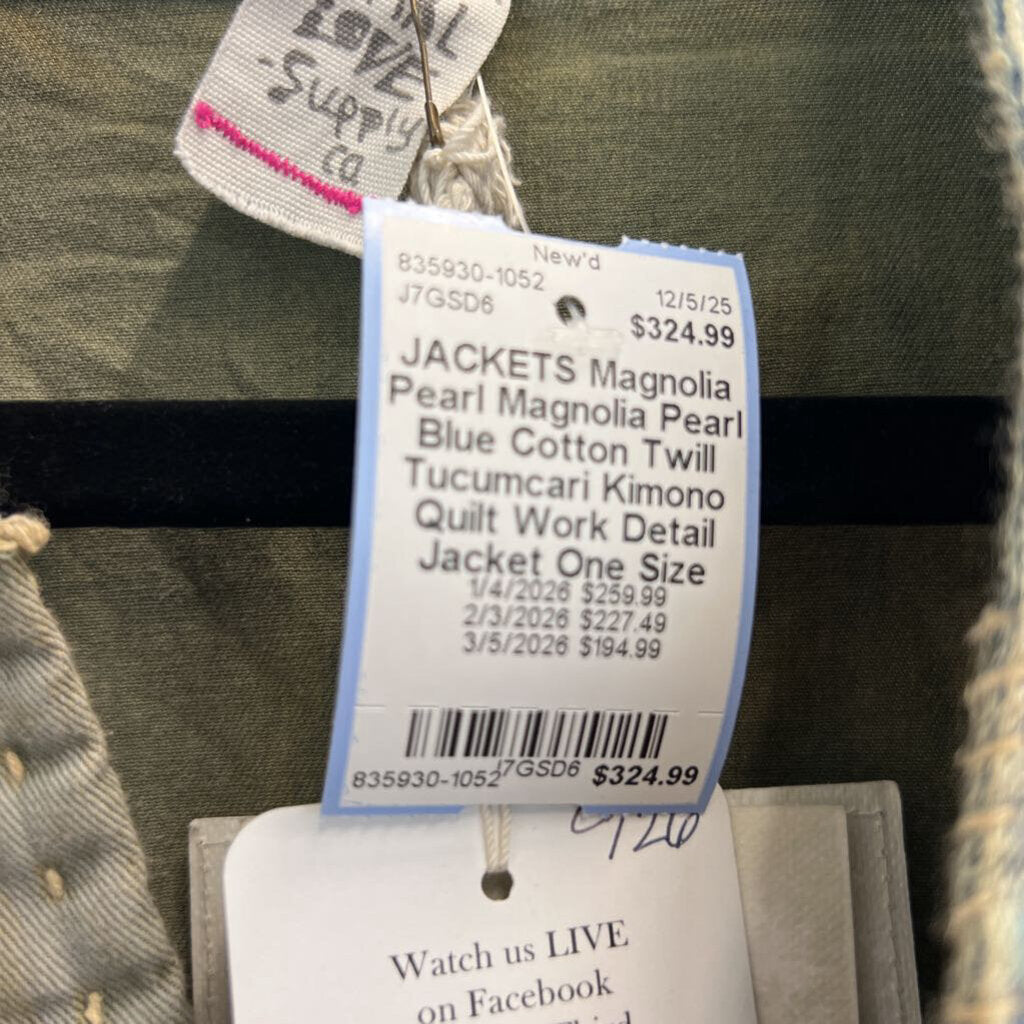 LOVE
Supply
co
New'd
835930-1052
J7GSD6
12/5/25
$324.99
JACKETS Magnolia
Pearl Magnolia Pearl
Blue Cotton Twill
Tucumcari Kimono
Quilt Work Detail
Jacket One Size
1/4/2026 $259.99
2/3/2026 $227.49
3/5/2026 $194.99
835930-1052 J7GSD6 $324.99
Watch us LIVE
on Facebook